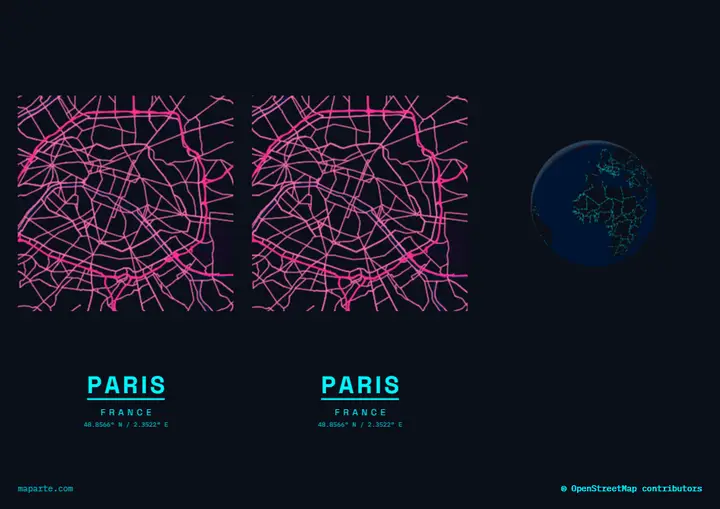 PARIS
FRANCE
48.8566° N / 2.3522° E
PARIS
FRANCE
48.8566° N / 2.3522° E
maparte.com
© OpenStreetMap contributors